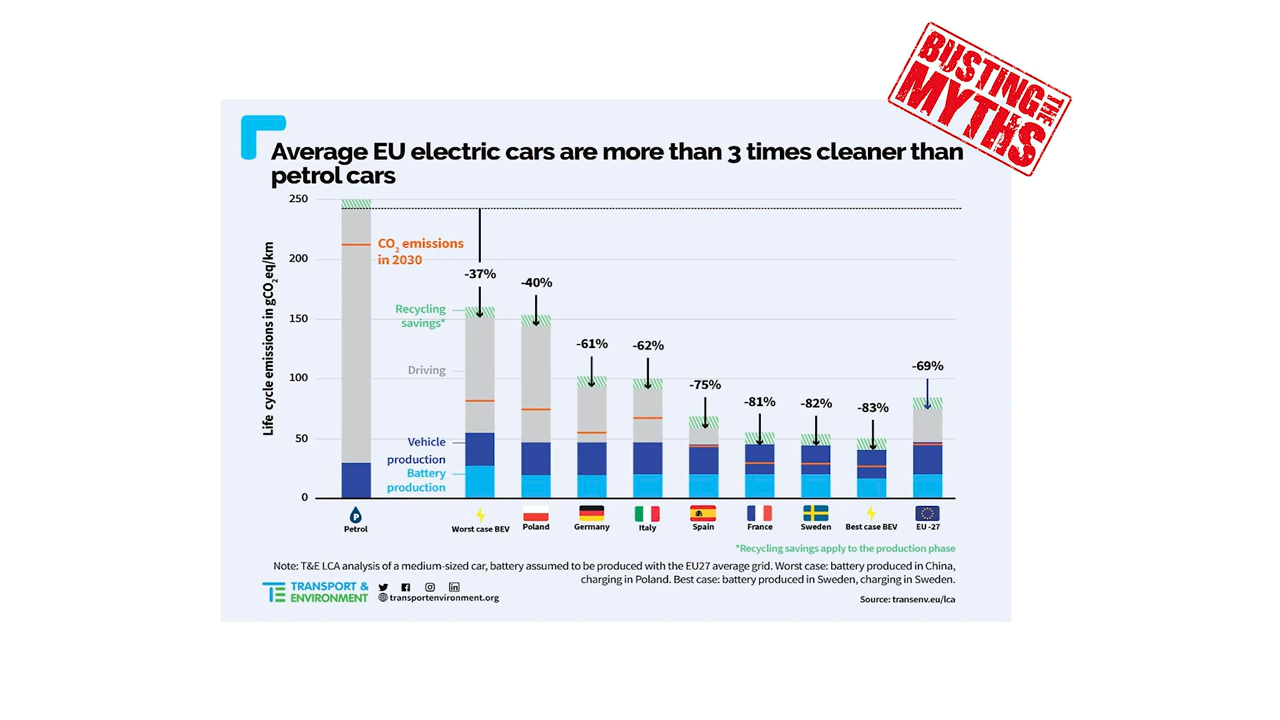 BUSTING
THE
MYTHS
Average EU electric cars are more than 3 times cleaner than
petrol cars
Life cycle emissions in gCO2eq/km
250
200
150
100
50
0
CO2 emissions
in 2030
Recycling
savings*
Driving
Vehicle
production
Battery
production
-37%
-40%
-61%
-62%
-75%
-81%
-82%
-83%
-69%
P
Petrol
Worst case BEV
Poland
Germany
Italy
Spain
France
Sweden
Best case BEV
EU -27
*Recycling savings apply to the production phase
Note: T&E LCA analysis of a medium-sized car, battery assumed to be produced with the EU27 average grid. Worst case: battery produced in China,
charging in Poland. Best case: battery produced in Sweden, charging in Sweden.
TRANSPORT &
ENVIRONMENT
transportenvironment.org
Source: transenv.eu/lca